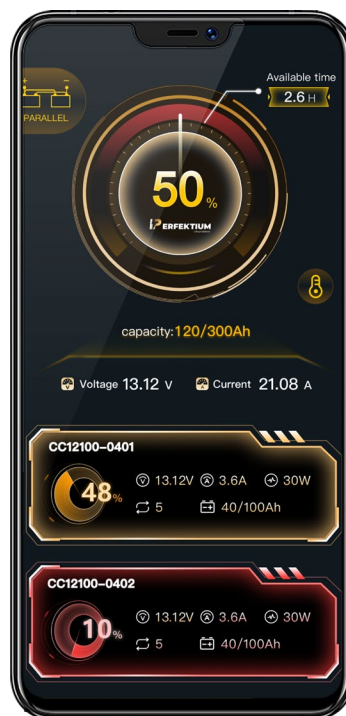 Available time
2.6 H
+ −
PARALLEL
50%
PERFEKTIUM
capacity:120/300Ah
Voltage 13.12 V Current 21.08 A
CC12100-0401
48%
13.12V 3.6A 30W
5 40/100Ah
CC12100-0402
10%
13.12V 3.6A 30W
5 40/100Ah